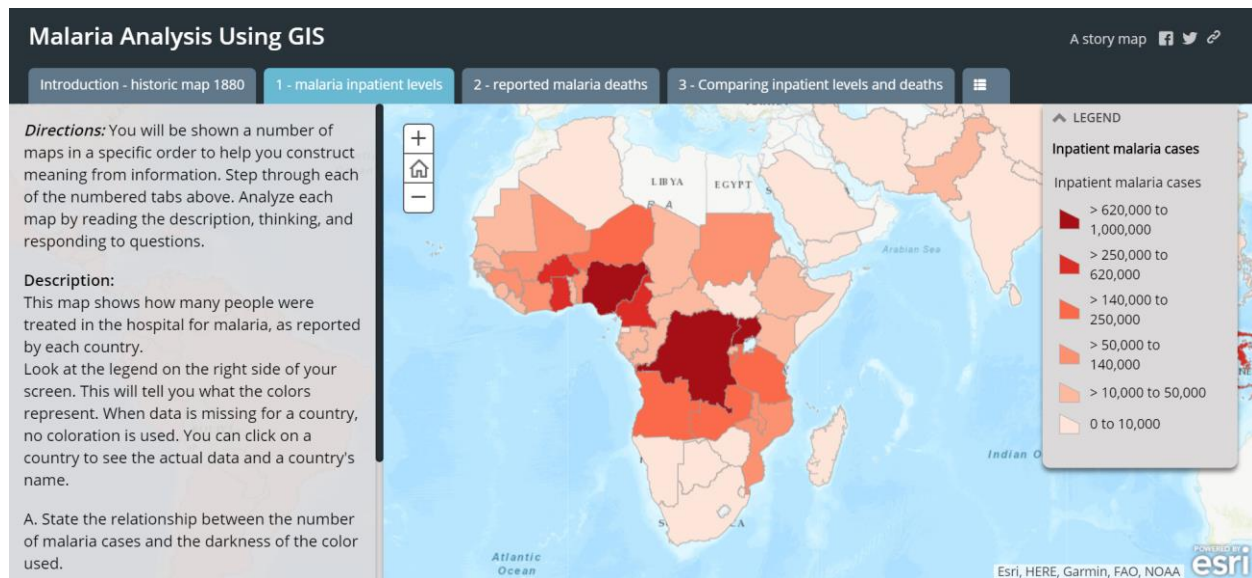 Malaria Analysis Using GIS
A story map
Introduction - historic map 1880
1 - malaria inpatient levels
2 - reported malaria deaths
3 - Comparing inpatient levels and deaths
Directions: You will be shown a number of
maps in a specific order to help you construct
meaning from information. Step through each
of the numbered tabs above. Analyze each
map by reading the description, thinking, and
responding to questions.
Description:
This map shows how many people were
treated in the hospital for malaria, as reported
by each country.
Look at the legend on the right side of your
screen. This will tell you what the colors
represent. When data is missing for a country,
no coloration is used. You can click on a
country to see the actual data and a country's
name.
A. State the relationship between the number
of malaria cases and the darkness of the color
used.
LIBYA
EGYPT
Arabian Sea
Indian O
Atlantic
Ocean
LEGEND
Inpatient malaria cases
Inpatient malaria cases
> 620,000 to
1,000,000
> 250,000 to
620,000
> 140,000 to
250,000
> 50,000 to
140,000
> 10,000 to 50,000
0 to 10,000
Esri, HERE, Garmin, FAO, NOAA
POWERED BY
esri